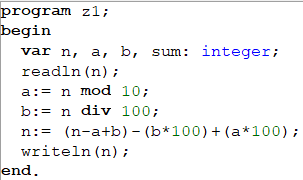 program z1;
begin
var n, a, b, sum: integer;
readln(n);
a:= n mod 10;
b:= n div 100;
n:= (n-a+b)-(b*100)+(a*100);
writeln(n);
end.